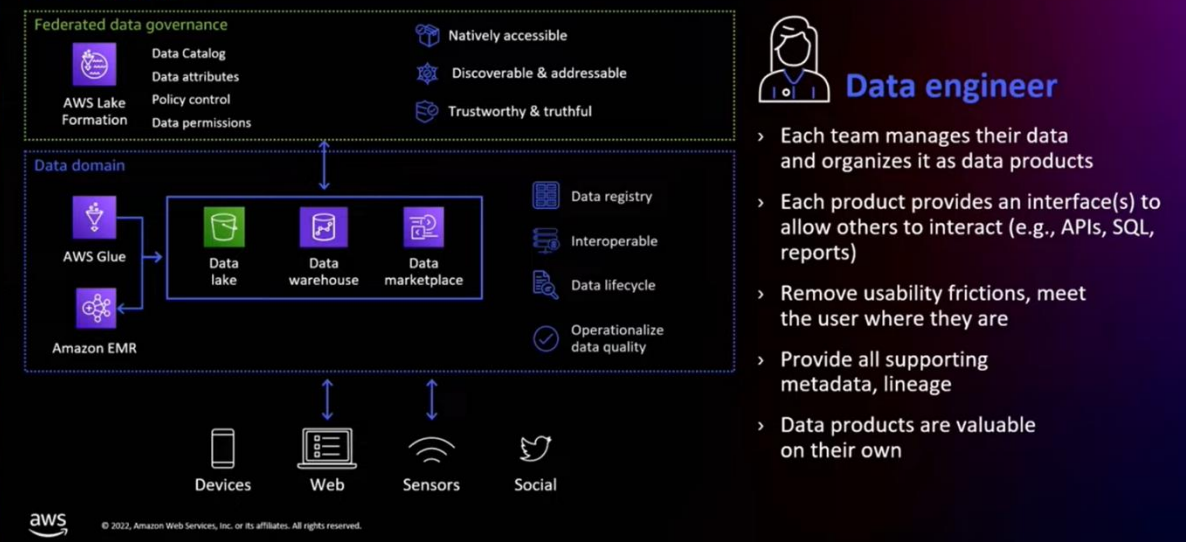 Federated data governance
AWS Lake
Formation
Data Catalog
Data attributes
Policy control
Data permissions
Natively accessible
Discoverable & addressable
Trustworthy & truthful
Data domain
AWS Glue
Amazon EMR
Data
lake
Data
warehouse
Data
marketplace
Data registry
Interoperable
Data lifecycle
Operationalize
data quality
Devices
Web
Sensors
Social
aws
© 2022, Amazon Web Services, Inc. or its affiliates. All rights reserved.
Data engineer
› Each team manages their data
and organizes it as data products
› Each product provides an interface(s) to
allow others to interact (e.g., APIs, SQL,
reports)
› Remove usability frictions, meet
the user where they are
› Provide all supporting
metadata, lineage
› Data products are valuable
on their own